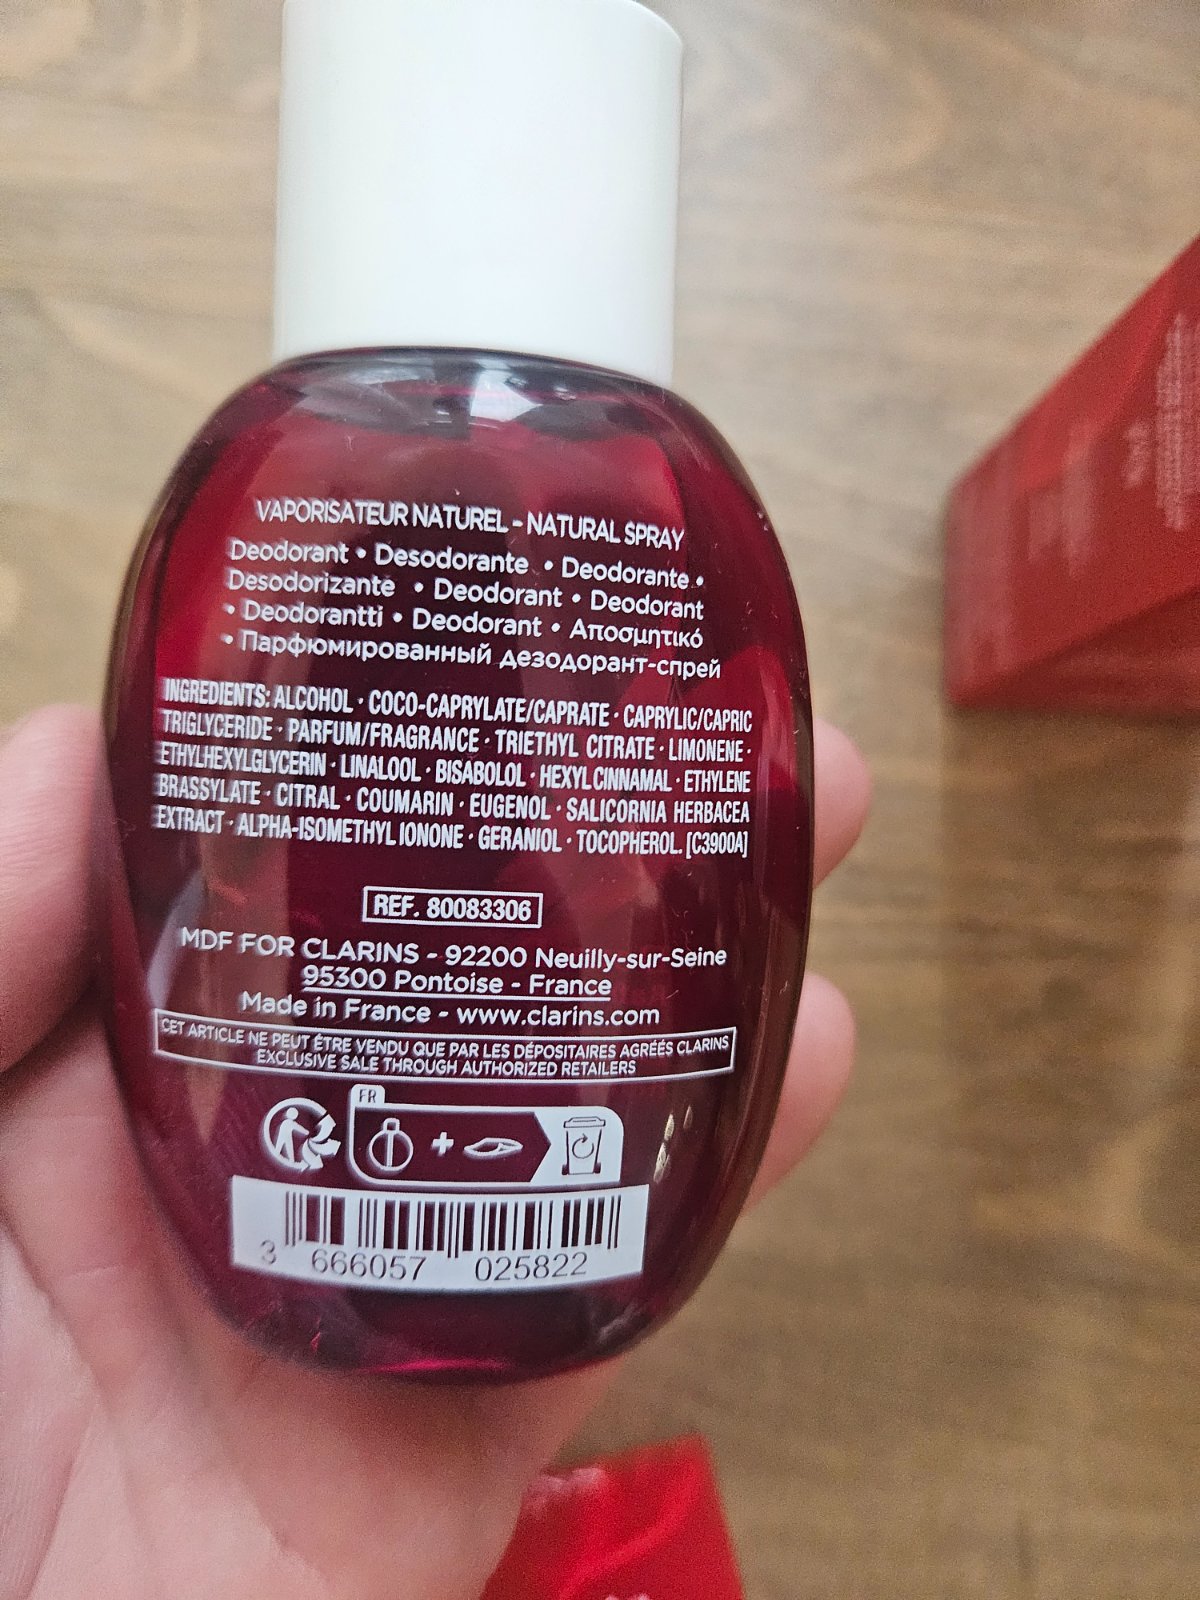 VAPORISATEUR NATUREL - NATURAL SPRAY
Deodorant • Desodorante • Deodorante •
Desodorizante • Deodorant • Deodorant
• Deodorantti • Deodorant • Αποσμητικό
• Парфюмированный дезодорант-спрей
INGREDIENTS: ALCOHOL · COCO-CAPRYLATE/CAPRATE · CAPRYLIC/CAPRIC
TRIGLYCERIDE · PARFUM/FRAGRANCE · TRIETHYL CITRATE · LIMONENE ·
ETHYLHEXYLGLYCERIN · LINALOOL · BISABOLOL · HEXYL CINNAMAL · ETHYLENE
BRASSYLATE · CITRAL · COUMARIN · EUGENOL · SALICORNIA HERBACEA
EXTRACT · ALPHA-ISOMETHYL IONONE · GERANIOL · TOCOPHEROL. [C3900A]
REF. 80083306
MDF FOR CLARINS - 92200 Neuilly-sur-Seine
95300 Pontoise - France
Made in France - www.clarins.com
CET ARTICLE NE PEUT ÊTRE VENDU QUE PAR LES DÉPOSITAIRES AGRÉÉS CLARINS
EXCLUSIVE SALE THROUGH AUTHORIZED RETAILERS
FR
+
3 666057 025822